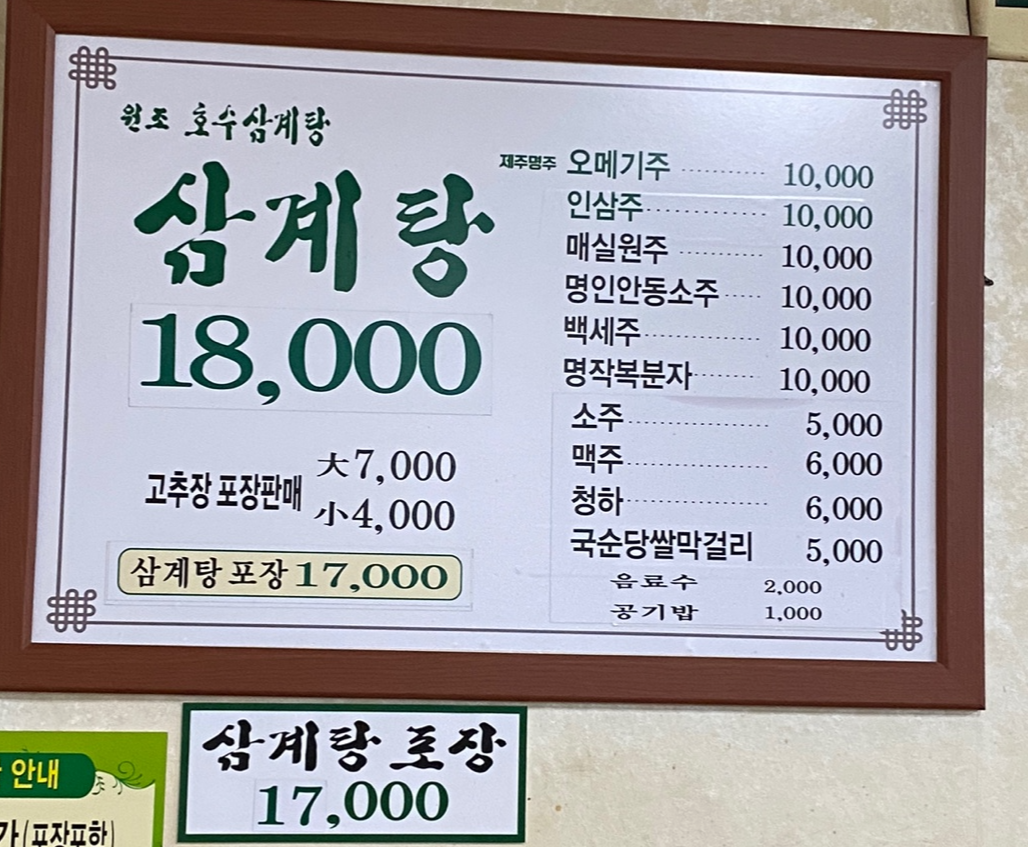 원조 호수삼계탕
삼계탕
18,000
고추장 포장판매 大7,000
小4,000
삼계탕 포장 17,000
제주명주 오메기주 ··········· 10,000
인삼주 ············· 10,000
매실원주 ··········· 10,000
명인안동소주 ····· 10,000
백세주 ············· 10,000
명작복분자 ········ 10,000
소주 ················ 5,000
맥주 ················ 6,000
청하 ················ 6,000
국순당쌀막걸리 5,000
음료수 2,000
공기밥 1,000
삼계탕 포장
17,000
안내
가(포장포함)